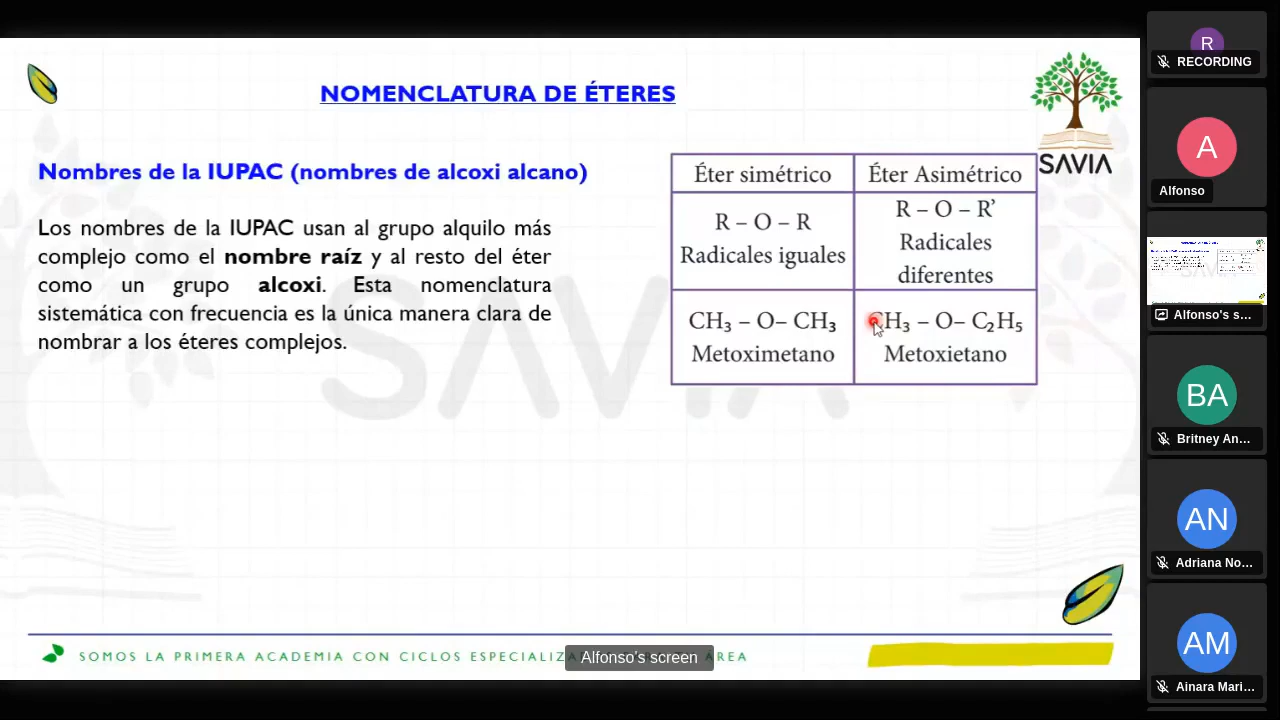 NOMENCLATURA DE ÉTERES
SAVIA
Nombres de la IUPAC (nombres de alcoxi alcano)
Los nombres de la IUPAC usan al grupo alquilo más
complejo como el nombre raíz y al resto del éter
como un grupo alcoxi. Esta nomenclatura
sistemática con frecuencia es la única manera clara de
nombrar a los éteres complejos.
Éter simétrico
Éter Asimétrico
R – O – R
Radicales iguales
R – O – R’
Radicales
diferentes
CH₃ – O– CH₃
Metoximetano
CH₃ – O– C₂H₅
Metoxietano
SAVIA
SOMOS LA PRIMERA ACADEMIA CON CICLOS ESPECIALIZA
REA
Alfonso's screen
R
RECORDING
A
Alfonso
Alfonso's s...
BA
Britney An...
AN
Adriana No...
AM
Ainara Mari...